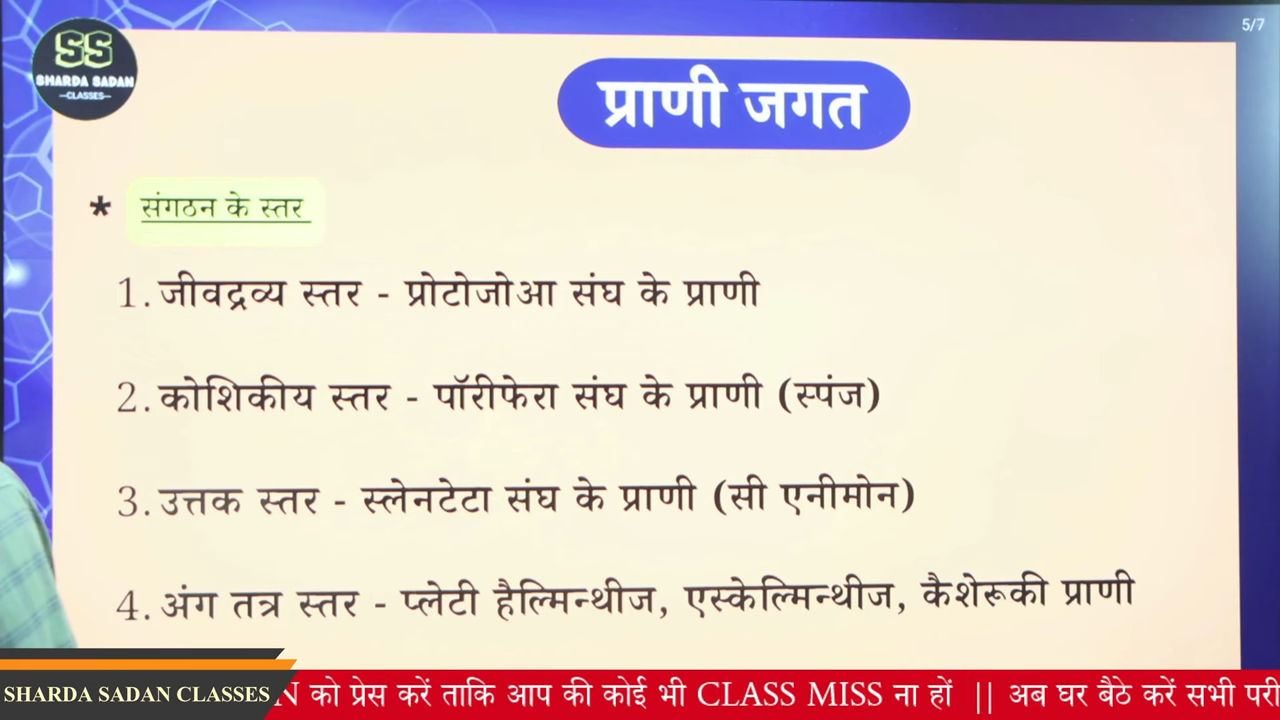 5/7
SS
SHARDA SADAN
—CLASSES—
प्राणी जगत
* संगठन के स्तर
1. जीवद्रव्य स्तर - प्रोटोजोआ संघ के प्राणी
2. कोशिकीय स्तर - पॉरीफेरा संघ के प्राणी (स्पंज)
3. उत्तक स्तर - स्लेनटेटा संघ के प्राणी (सी एनीमोन)
4. अंग तत्र स्तर - प्लेटी हैल्मिन्थीज, एस्केल्मिन्थीज, कैशेरूकी प्राणी
SHARDA SADAN CLASSES
N को प्रेस करें ताकि आप की कोई भी CLASS MISS ना हों || अब घर बैठे करें सभी परी